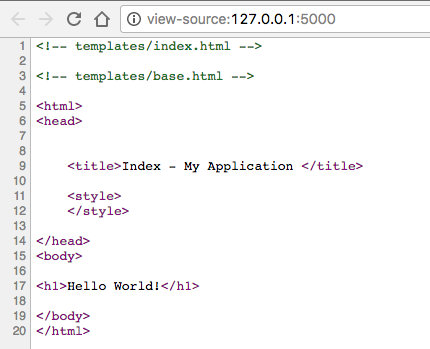 view-source:127.0.0.1:5000
1 <!-- templates/index.html -->
2
3 <!-- templates/base.html -->
4
5 <html>
6 <head>
7
8
9     <title>Index - My Application </title>
10
11     <style>
12     </style>
13
14 </head>
15 <body>
16
17 <h1>Hello World!</h1>
18
19 </body>
20 </html>